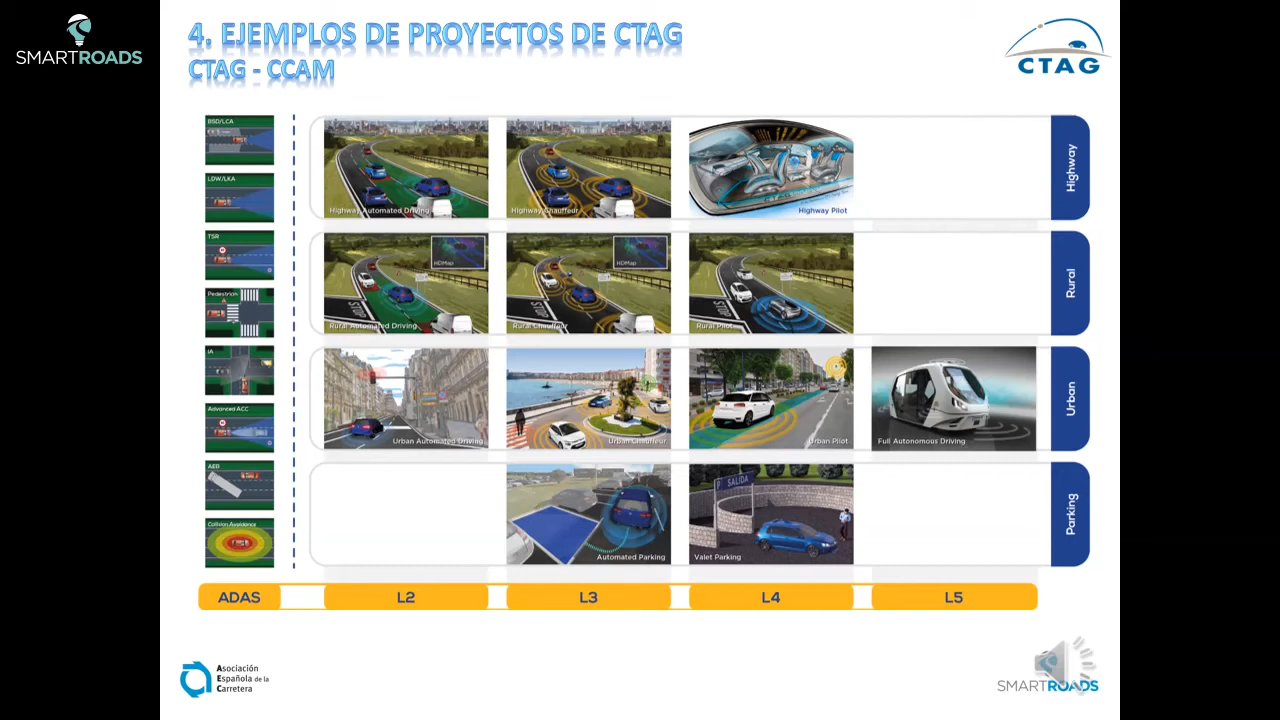 SMARTROADS
4. EJEMPLOS DE PROYECTOS DE CTAG
CTAG - CCAM
CTAG
BSD/LCA
LDW/LKA
TSR
Pedestrian
IA
Advanced ACC
AEB
Collision Avoidance
Highway Automated Driving
Highway Chauffeur
Highway Pilot
Highway
HDMap
Rural Automated Driving
HDMap
Rural Chauffeur
Rural Pilot
Rural
Urban Automated Driving
Urban Chauffeur
Urban Pilot
Full Autonomous Driving
Urban
Automated Parking
SALIDA
Valet Parking
Parking
ADAS
L2
L3
L4
L5
Asociación
Española de la
Carretera
SMARTROADS